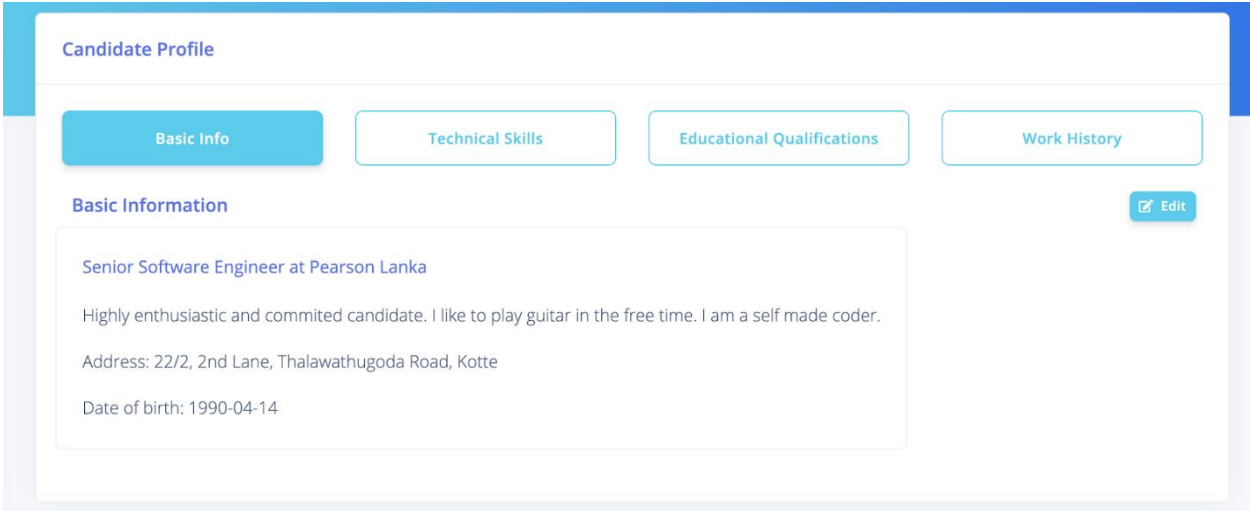 Candidate Profile
Basic Info
Technical Skills
Educational Qualifications
Work History
Basic Information
Edit
Senior Software Engineer at Pearson Lanka
Highly enthusiastic and commited candidate. I like to play guitar in the free time. I am a self made coder.
Address: 22/2, 2nd Lane, Thalawathugoda Road, Kotte
Date of birth: 1990-04-14